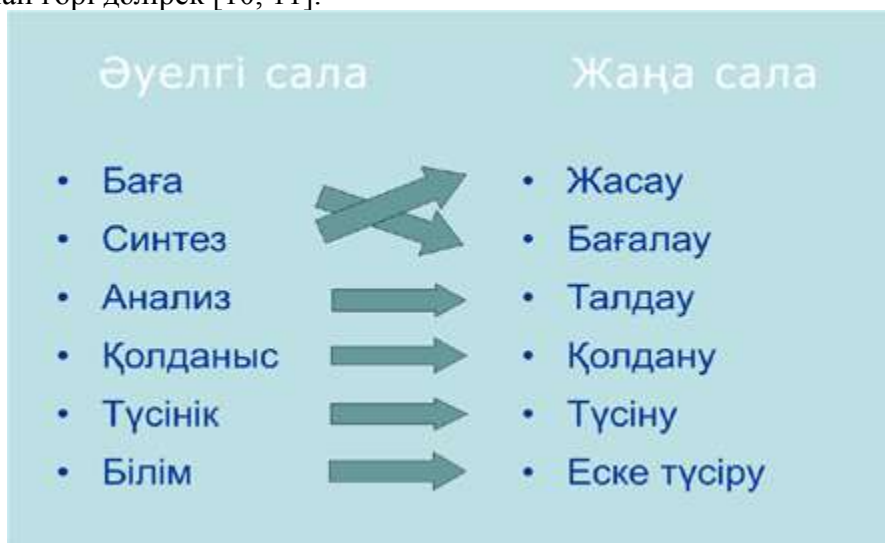 Әуелгі сала Жаңа сала
• Баға • Жасау
• Синтез • Бағалау
• Анализ • Талдау
• Қолданыс • Қолдану
• Түсінік • Түсіну
• Білім • Еске түсіру